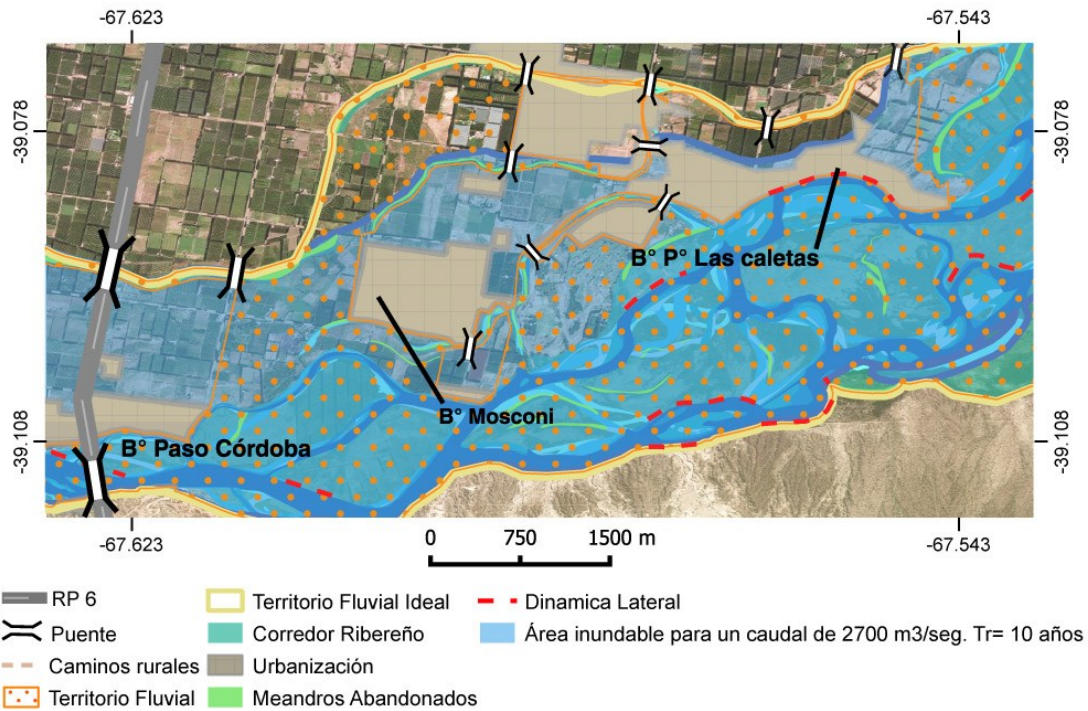 -67.623
-67.543
-39.078
-39.078
B° P° Las caletas
B° Mosconi
B° Paso Córdoba
-39.108
-39.108
-67.623
-67.543
0 750 1500 m
RP 6
Puente
Caminos rurales
Territorio Fluvial
Territorio Fluvial Ideal
Corredor Ribereño
Urbanización
Meandros Abandonados
Dinamica Lateral
Área inundable para un caudal de 2700 m3/seg. Tr= 10 años